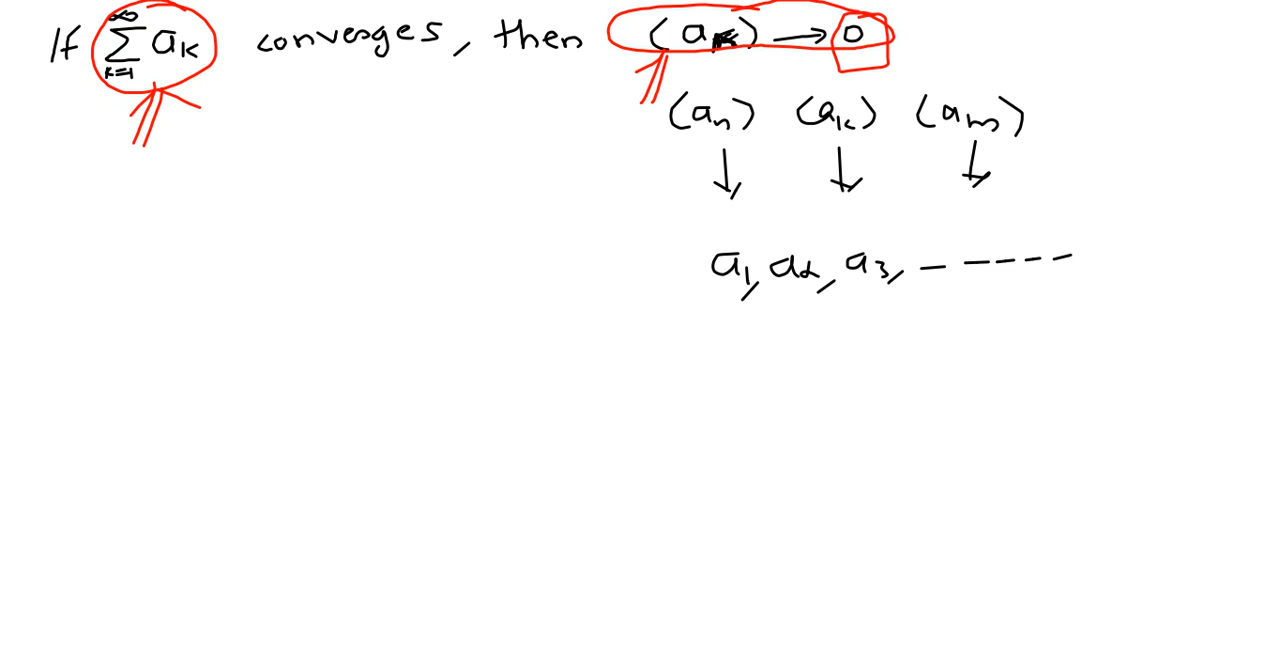 If ∑_{k=1}^{∞} a_k converges, then (a_k) → 0
(a_n) (a_k) (a_m)
↓ ↓ ↓
a_1, a_2, a_3, ------